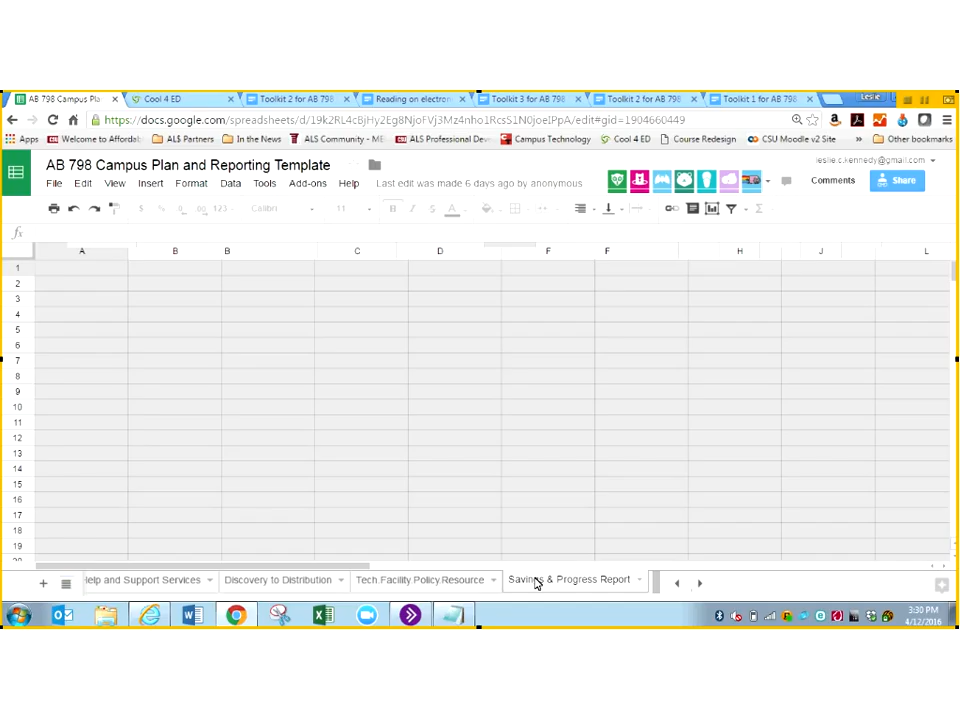 AB 798 Campus Pla × Cool 4 ED × Toolkit 2 for AB 798 × Reading on electron × Toolkit 3 for AB 798 × Toolkit 2 for AB 798 × Toolkit 1 for AB 798 × Leslie
https://docs.google.com/spreadsheets/d/19k2RL4cBjHy2Eg8NjoFVj3Mz4nho1RcsS1N0JoeIPpA/edit#gid=1904660449
Apps Welcome to Affordab ALS Partners In the News ALS Community - ME ALS Professional Dev Campus Technology Cool 4 ED Course Redesign CSU Moodle v2 Site » Other bookmarks
AB 798 Campus Plan and Reporting Template leslie.c.kennedy@gmail.com
File Edit View Insert Format Data Tools Add-ons Help Last edit was made 6 days ago by anonymous Comments Share
$ % .0 .00 123 Calibri 11 B I S A Σ
fx
A B B C D F F H J L
1
2
3
4
5
6
7
8
9
10
11
12
13
14
15
16
17
18
19
+ Help and Support Services Discovery to Distribution Tech.Facility.Policy.Resource Savings & Progress Report
3:30 PM
4/12/2016